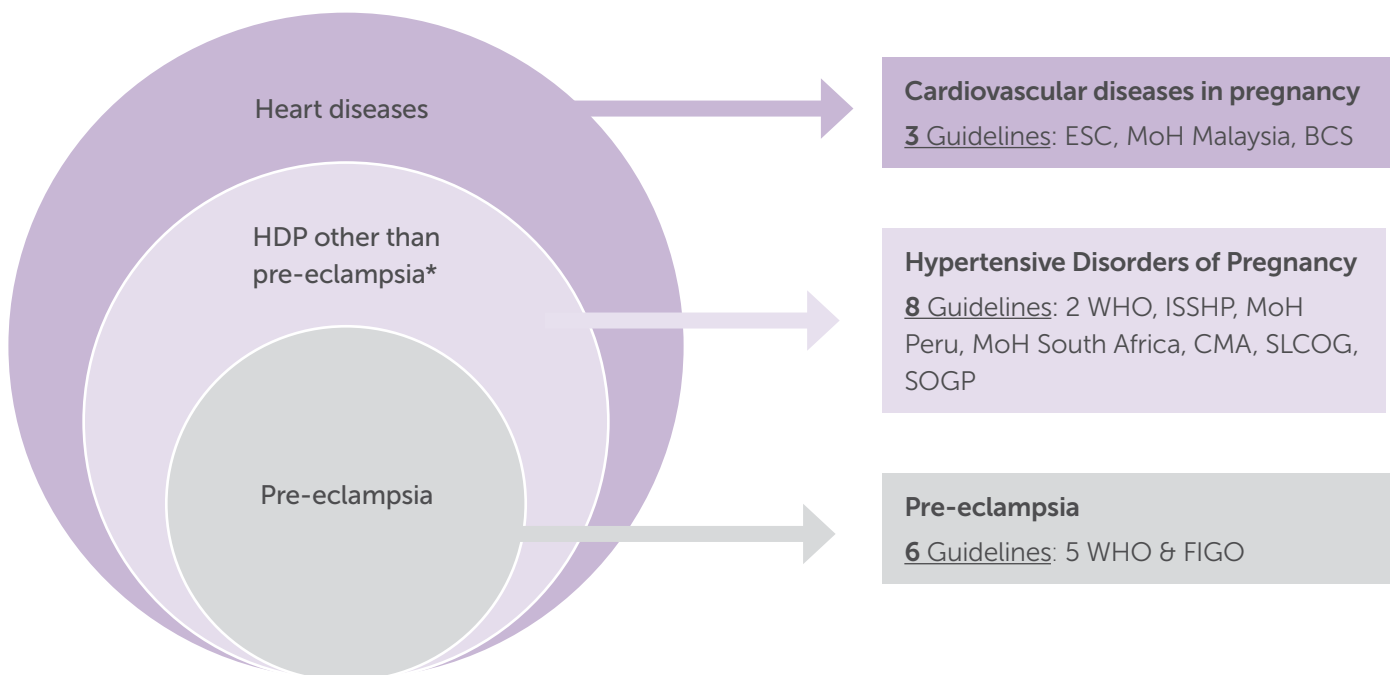 Heart diseases
HDP other than
pre-eclampsia*
Pre-eclampsia
Cardiovascular diseases in pregnancy
3 Guidelines: ESC, MoH Malaysia, BCS
Hypertensive Disorders of Pregnancy
8 Guidelines: 2 WHO, ISSHP, MoH
Peru, MoH South Africa, CMA, SLCOG,
SOGP
Pre-eclampsia
6 Guidelines: 5 WHO & FIGO